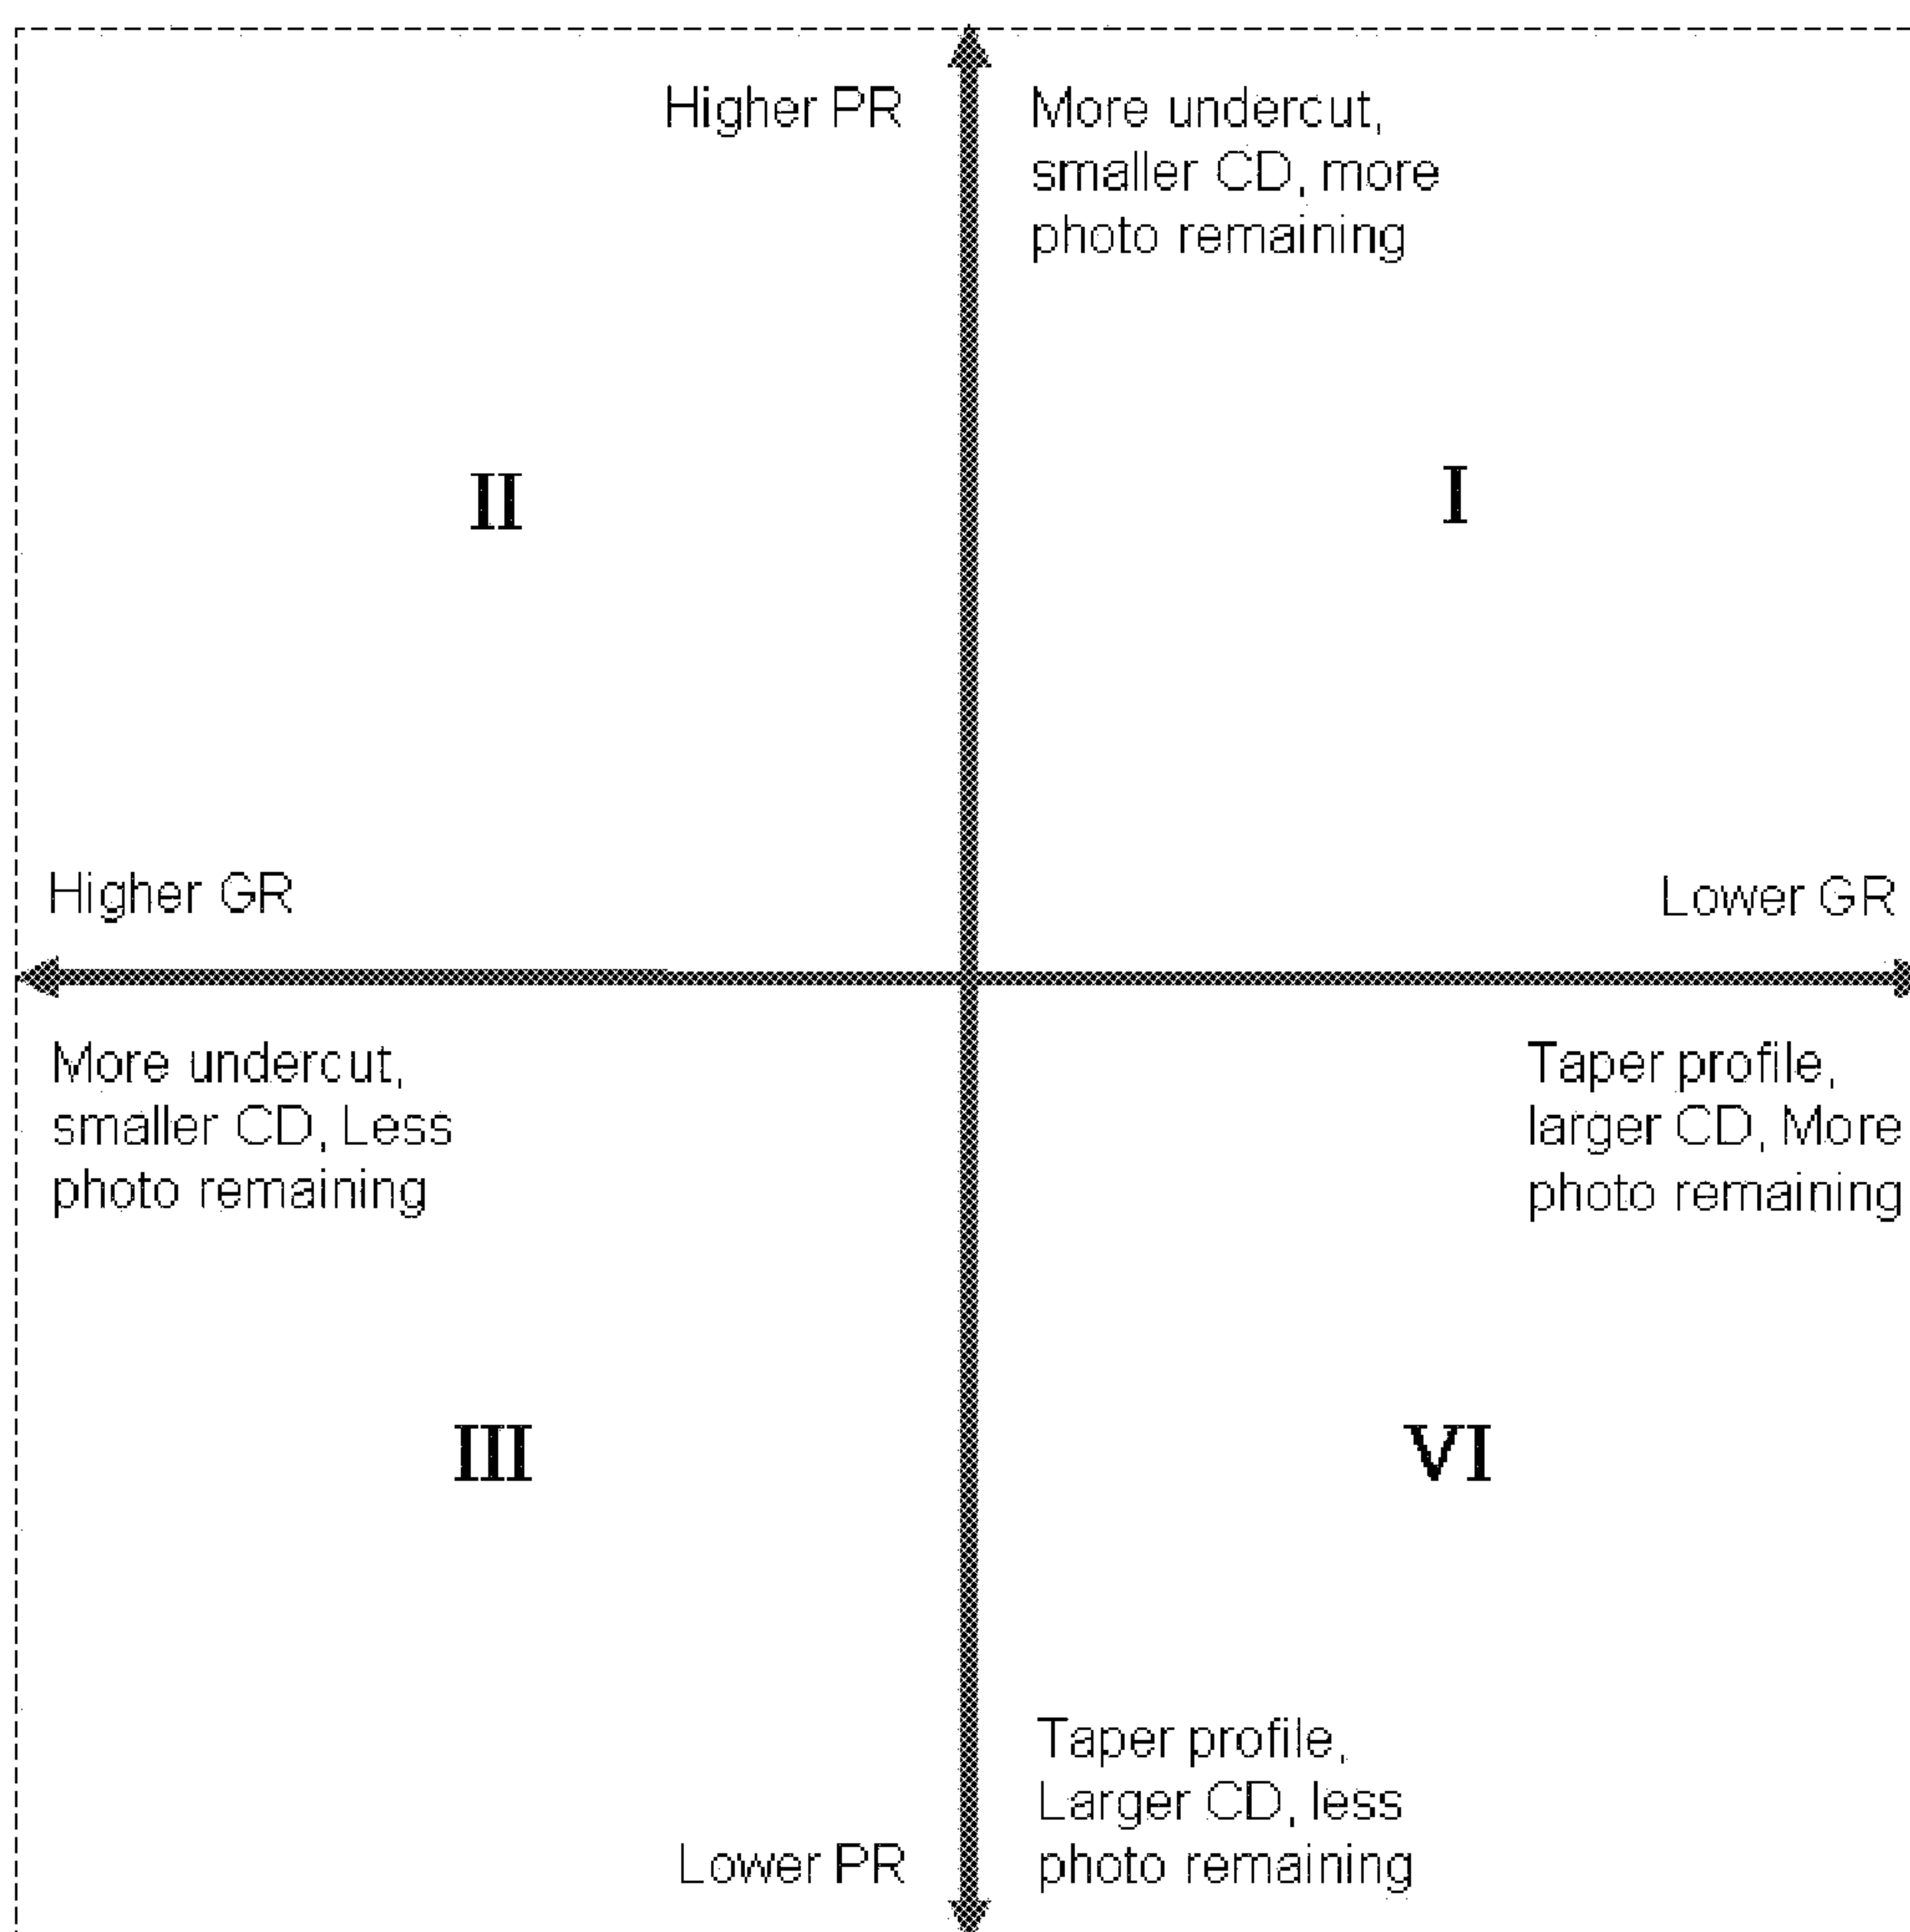 Higher PR
More undercut,
smaller CD, more
photo remaining
II
I
Higher GR
Lower GR
More undercut,
smaller CD, Less
photo remaining
Taper profile,
larger CD, More
photo remaining
III
VI
Taper profile,
Larger CD, less
photo remaining
Lower PR